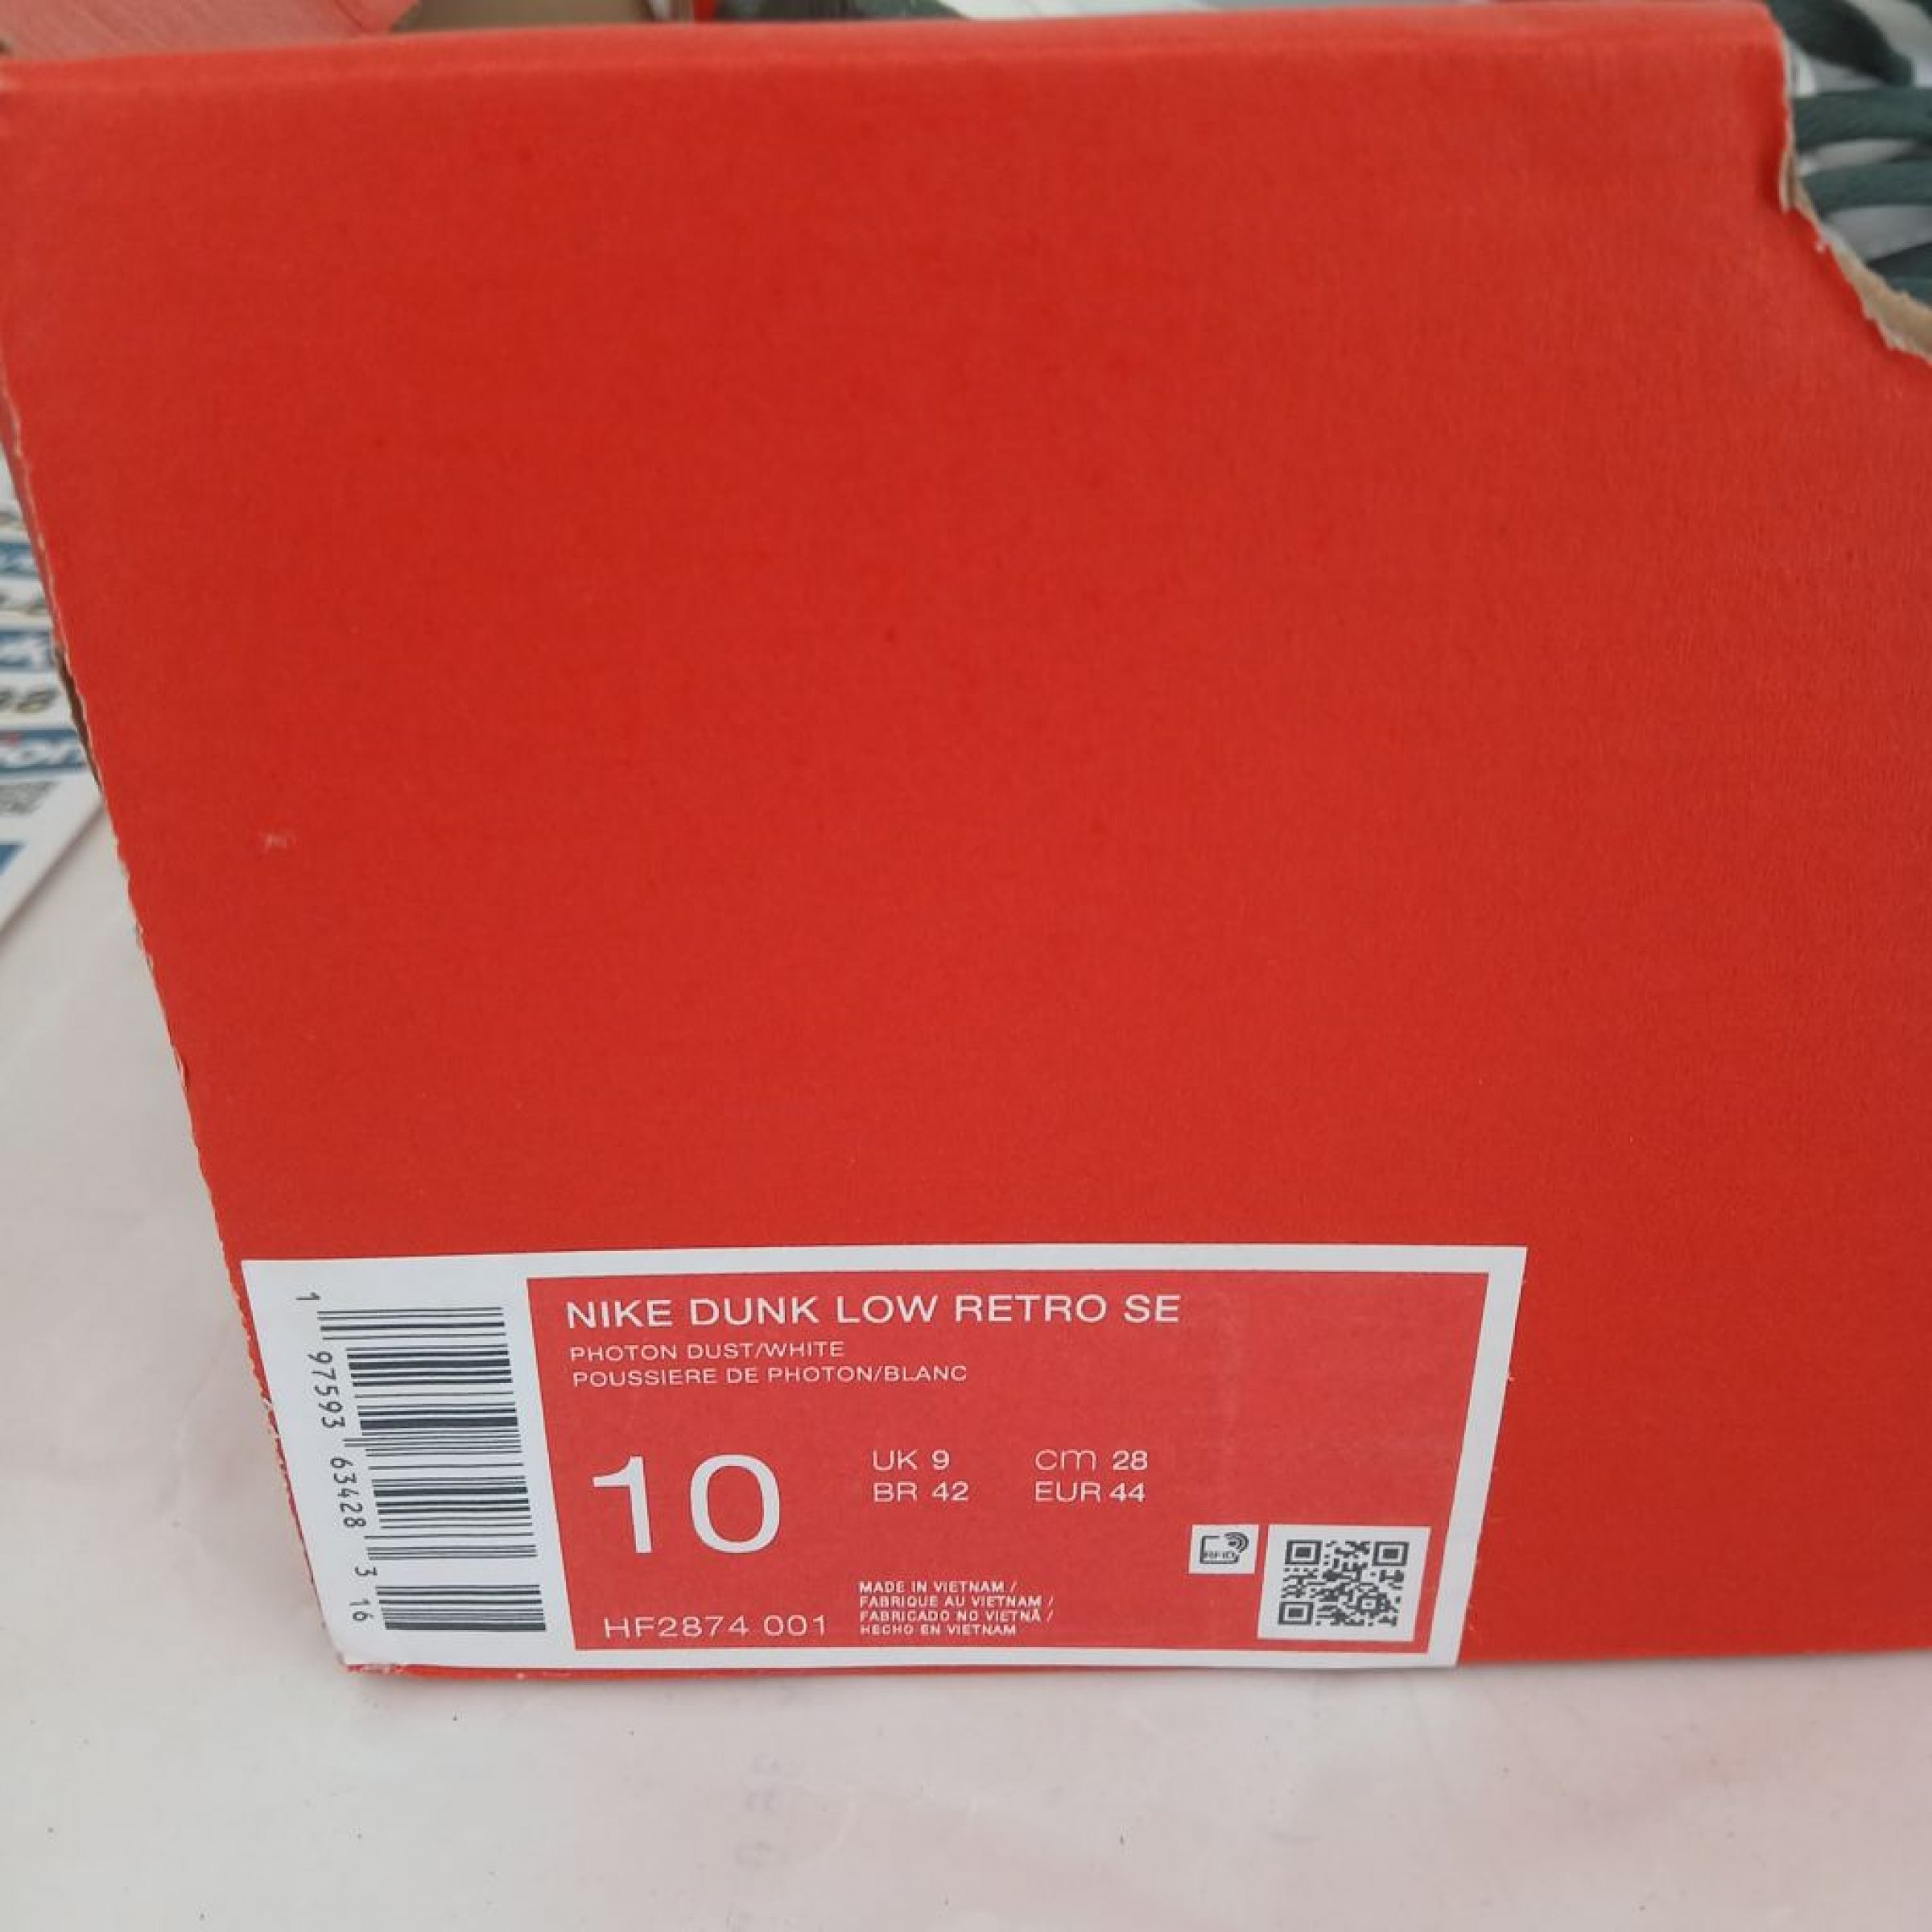 NIKE DUNK LOW RETRO SE
PHOTON DUST/WHITE
POUSSIERE DE PHOTON/BLANC
10
UK 9 cm 28
BR 42 EUR 44
RFID
HF2874 001
MADE IN VIETNAM /
FABRIQUE AU VIETNAM /
FABRICADO NO VIETNÃ /
HECHO EN VIETNAM
1 97593 63428 3 16